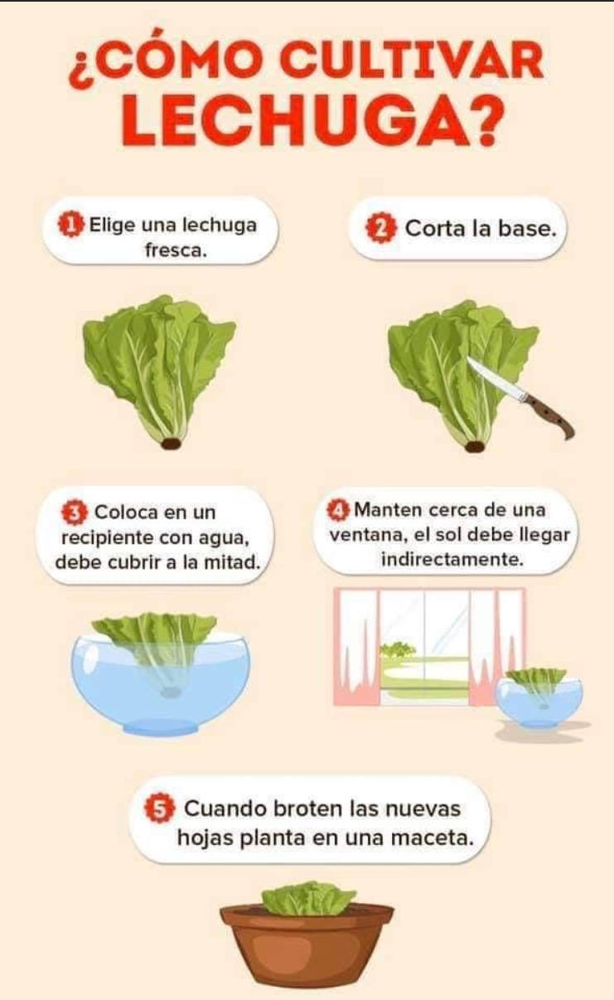 ¿CÓMO CULTIVAR
LECHUGA?
1 Elige una lechuga
fresca.
2 Corta la base.
3 Coloca en un
recipiente con agua,
debe cubrir a la mitad.
4 Manten cerca de una
ventana, el sol debe llegar
indirectamente.
5 Cuando broten las nuevas
hojas planta en una maceta.